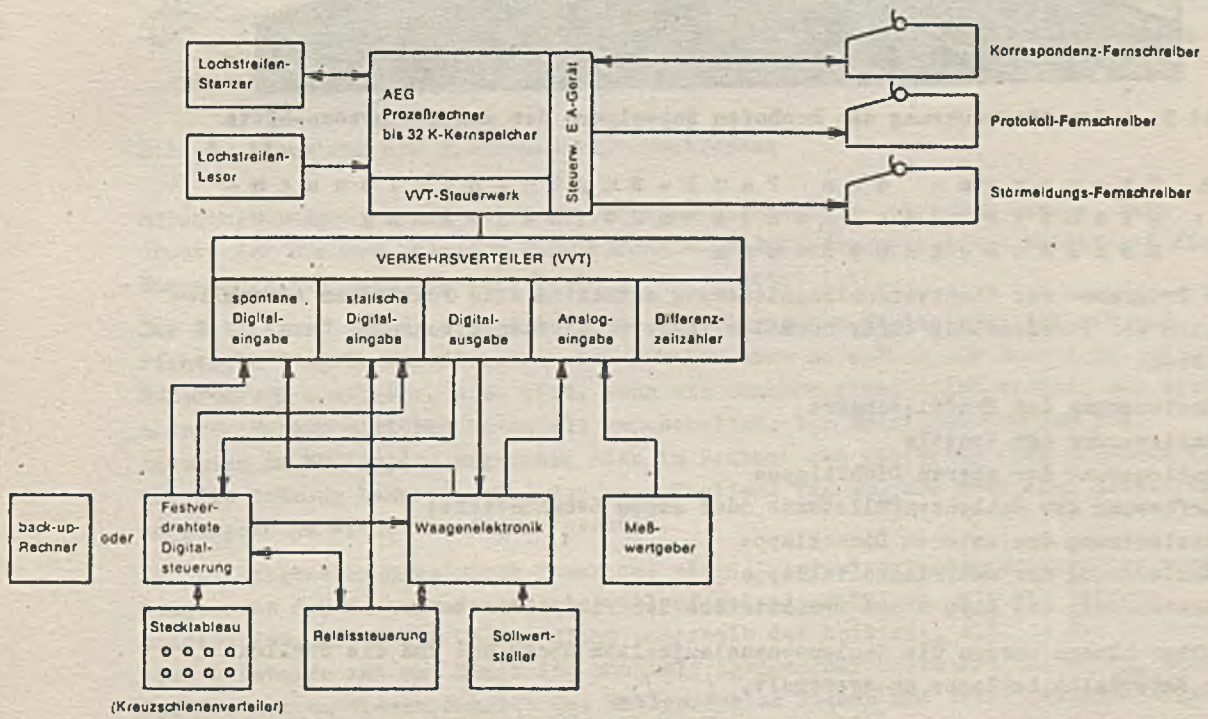 Lochstreifen-
Stanzer
AEG
Prozeßrechner
bis 32 K-Kernspeicher
Steuerw. E/A-Gerät
Korrespondenz-Fernschreiber
Protokoll-Fernschreiber
Lochstreifen-
Leser
VVT-Steuerwerk
Störmeldungs-Fernschreiber
VERKEHRSVERTEILER (VVT)
spontane
Digital-
eingabe
statische
Digital-
eingabe
Digital-
ausgabe
Analog-
eingabe
Differenz-
zeitzähler
back-up-
Rechner
oder
Festver-
drahtete
Digital-
steuerung
Waagenelektronik
Meß-
wertgeber
Stecktableau
Relaissteuerung
Sollwert-
steller
(Kreuzschienenverteiler)